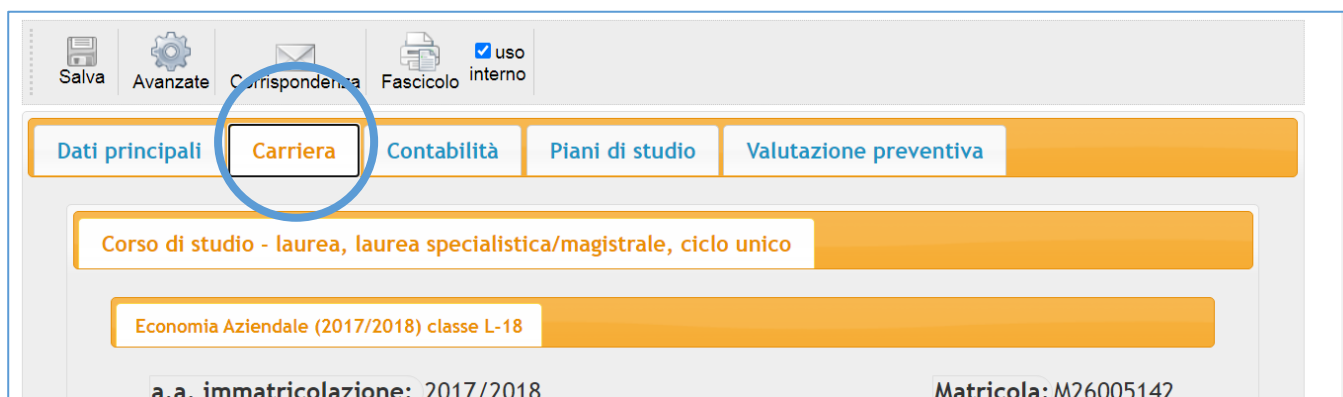 Salva Avanzate Corrispondenza Fascicolo uso interno
Dati principali Carriera Contabilità Piani di studio Valutazione preventiva
Corso di studio - laurea, laurea specialistica/magistrale, ciclo unico
Economia Aziendale (2017/2018) classe L-18
a.a. immatricolazione: 2017/2018 Matricola: M26005142